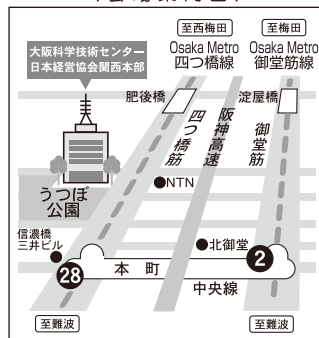 至西梅田
至梅田
Osaka Metro
四つ橋線
Osaka Metro
御堂筋線
大阪科学技術センター
日本経営協会関西本部
肥後橋
淀屋橋
四つ橋筋
阪神高速
御堂筋
うつぼ
公園
●NTN
信濃橋
三井ビル
●北御堂
28
本町
2
中央線
至難波
至難波